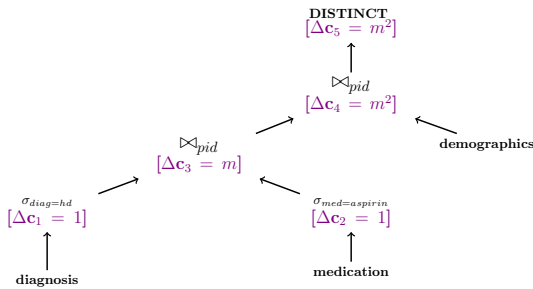 DISTINCT
[Δc₅ = m²]
⋈pid
[Δc₄ = m²]
demographics
⋈pid
[Δc₃ = m]
σdiag=hd
[Δc₁ = 1]
σmed=aspirin
[Δc₂ = 1]
diagnosis
medication